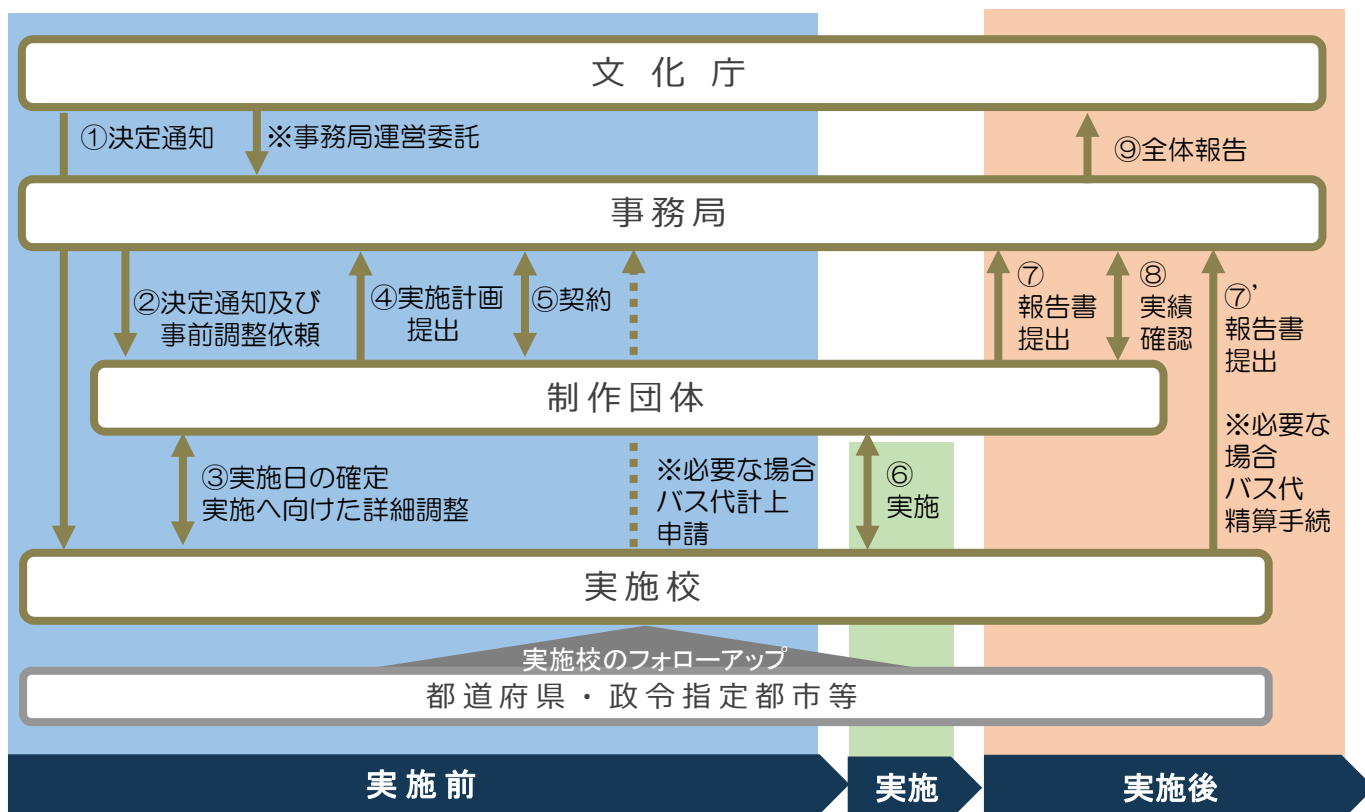 文化庁
①決定通知
※事務局運営委託
⑨全体報告
事務局
②決定通知及び
事前調整依頼
④実施計画
提出
⑤契約
⑦
報告書
提出
⑧
実績
確認
⑦’
報告書
提出
※必要な
場合
バス代
精算手続
制作団体
③実施日の確定
実施へ向けた詳細調整
※必要な場合
バス代計上
申請
⑥
実施
実施校
実施校のフォローアップ
都道府県・政令指定都市等
実施前
実施
実施後